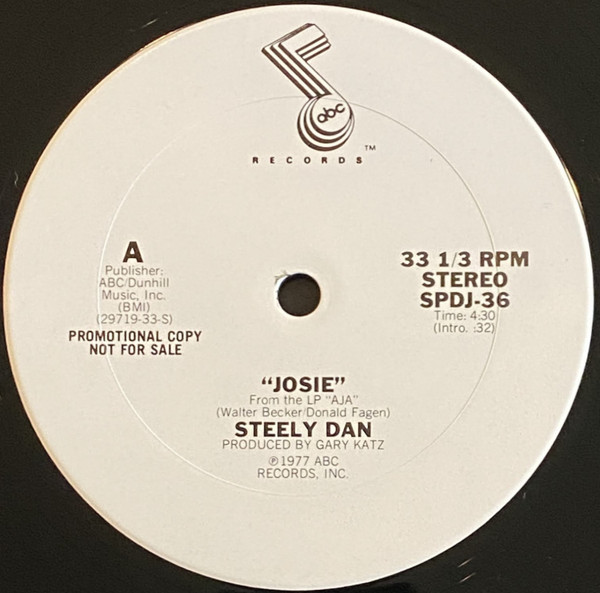 abc
RECORDS™
A
Publisher:
ABC/Dunhill
Music, Inc.
(BMI)
(29719-33-S)
PROMOTIONAL COPY
NOT FOR SALE
33 1/3 RPM
STEREO
SPDJ-36
Time: 4:30
(Intro. :32)
"JOSIE"
From the LP "AJA"
(Walter Becker/Donald Fagen)
STEELY DAN
PRODUCED BY GARY KATZ
℗1977 ABC
RECORDS, INC.